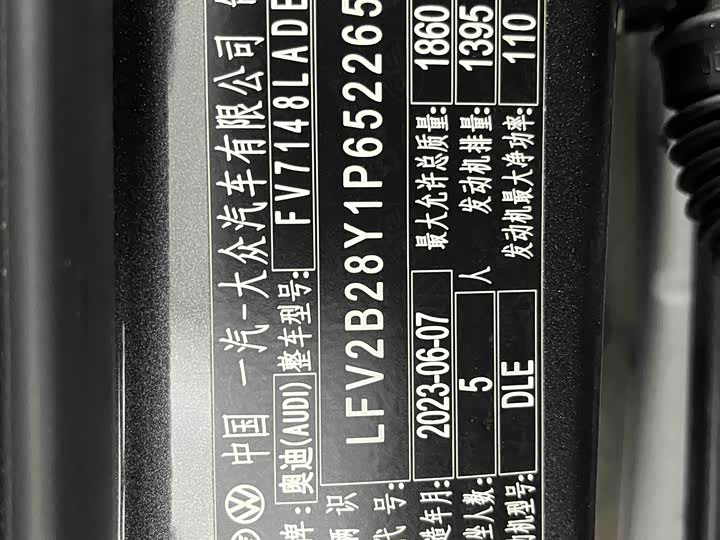 中国 一汽-大众汽车有限公司
牌: 奥迪(AUDI) 整车型号: FV7148LADE
辆识
代号: LFV2B28Y1P652265
造年月: 2023-06-07 最大允许总质量: 1860
坐人数: 5 人 发动机排量: 1395
动机型号: DLE 发动机最大净功率: 110